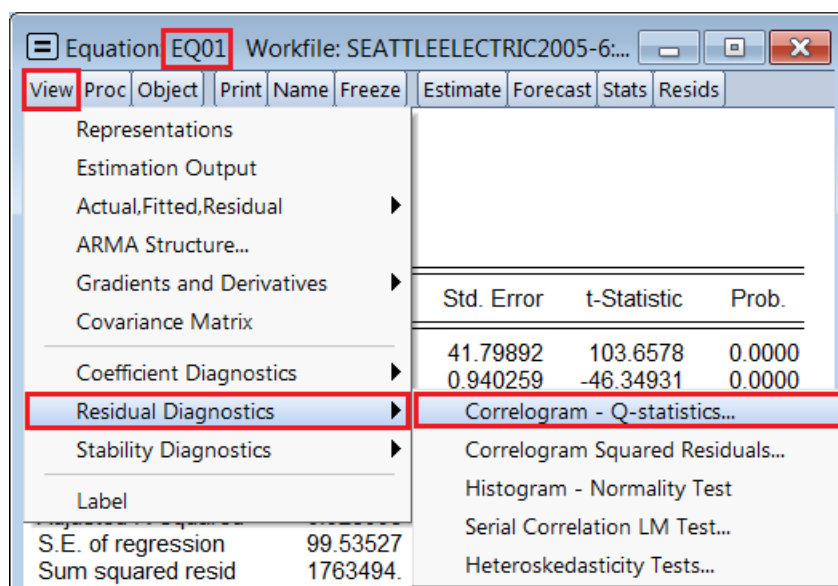 Equation: EQ01 Workfile: SEATTLEELECTRIC2005-6:...
View Proc Object Print Name Freeze Estimate Forecast Stats Resids
Representations
Estimation Output
Actual,Fitted,Residual
ARMA Structure...
Gradients and Derivatives
Covariance Matrix
Coefficient Diagnostics
Residual Diagnostics
Stability Diagnostics
Label
Std. Error t-Statistic Prob.
41.79892 103.6578 0.0000
0.940259 -46.34931 0.0000
Correlogram - Q-statistics...
Correlogram Squared Residuals...
Histogram - Normality Test
Serial Correlation LM Test...
Heteroskedasticity Tests...
S.E. of regression 99.53527
Sum squared resid 1763494.